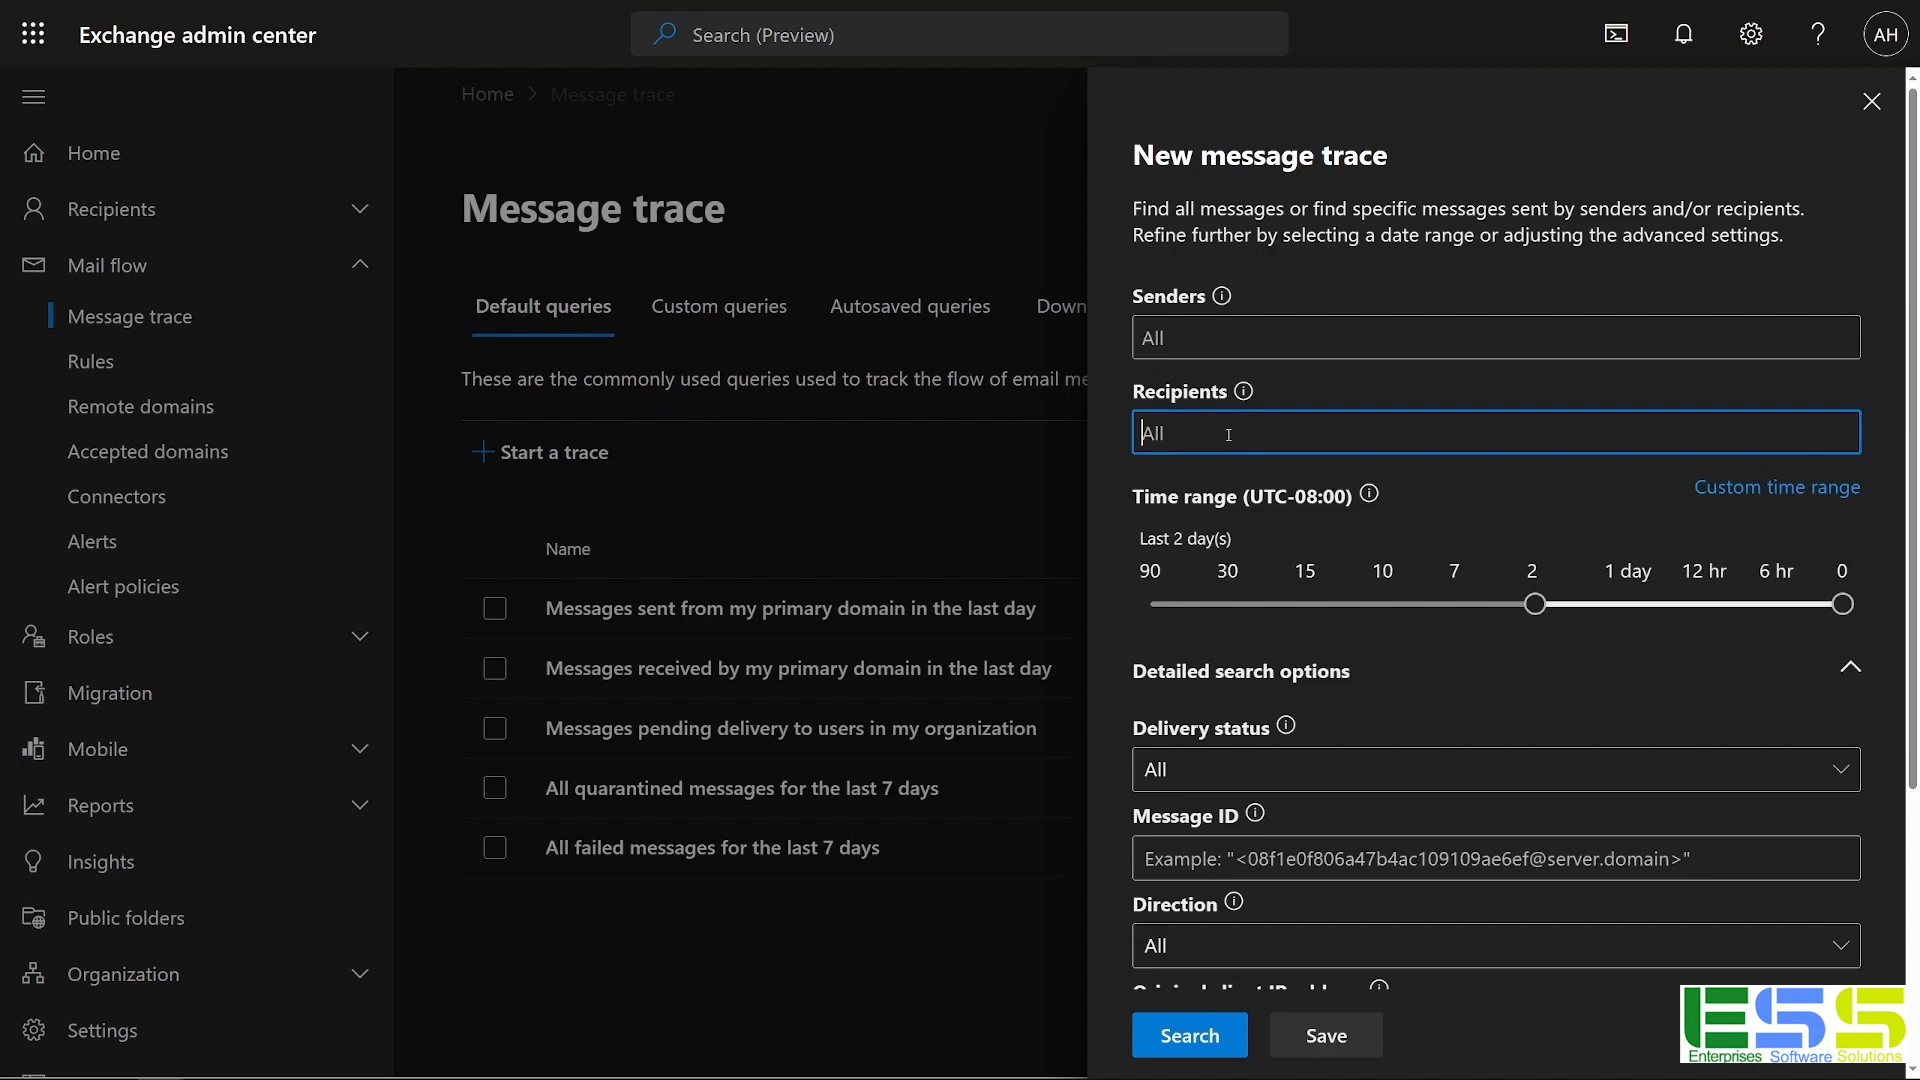 Exchange admin center
Search (Preview)
AH
Home
Recipients
Mail flow
Message trace
Rules
Remote domains
Accepted domains
Connectors
Alerts
Alert policies
Roles
Migration
Mobile
Reports
Insights
Public folders
Organization
Settings
Home > Message trace
Message trace
Default queries Custom queries Autosaved queries Down
These are the commonly used queries used to track the flow of email me
+ Start a trace
Name
Messages sent from my primary domain in the last day
Messages received by my primary domain in the last day
Messages pending delivery to users in my organization
All quarantined messages for the last 7 days
All failed messages for the last 7 days
New message trace
Find all messages or find specific messages sent by senders and/or recipients.
Refine further by selecting a date range or adjusting the advanced settings.
Senders
All
Recipients
All
Time range (UTC-08:00) Custom time range
Last 2 day(s)
90 30 15 10 7 2 1 day 12 hr 6 hr 0
Detailed search options
Delivery status
All
Message ID
Example: "<08f1e0f806a47b4ac109109ae6ef@server.domain>"
Direction
All
Search Save
ESS
Enterprises Software Solutions